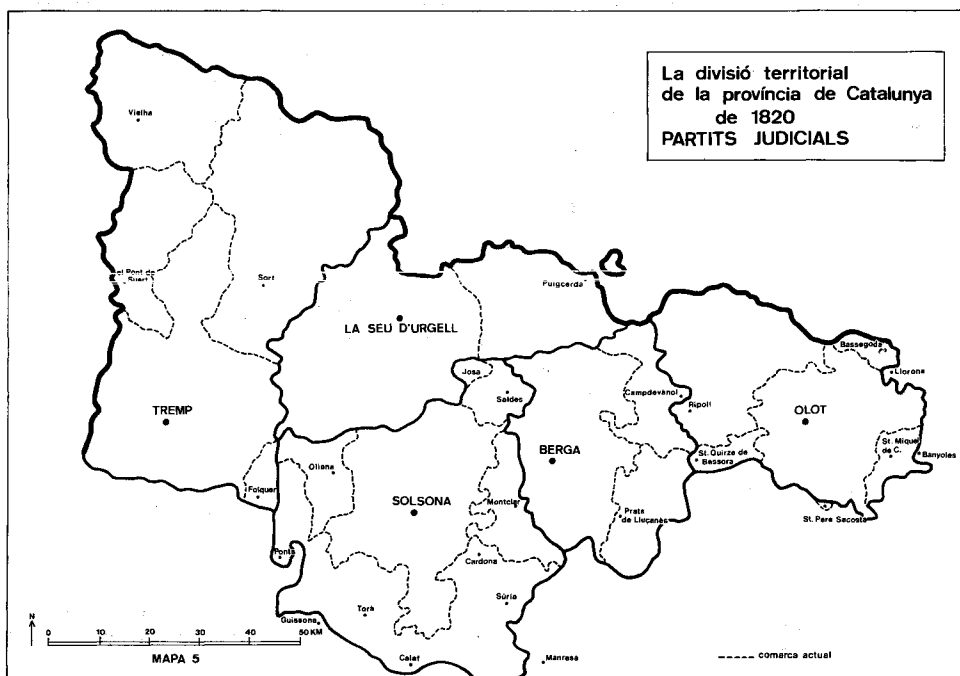 La divisió territorial
de la província de Catalunya
de 1820
PARTITS JUDICIALS
Vielha
el Pont de
Suert
Sort
Puigcerdà
LA SEU D'URGELL
Bassegoda
Llorona
Josa
Saldes
Campdevànol
Ripoll
TREMP
OLOT
BERGA
St. Quirze de
Besora
St. Miquel
de C.
Banyoles
Oliana
Folquer
SOLSONA
Montclar
Prats
de Lluçanès
St. Pere Sacosta
Ponts
Cardona
Súria
Torà
Guissona
Calaf
Manresa
N
0 10 20 30 40 50 KM
MAPA 5
comarca actual